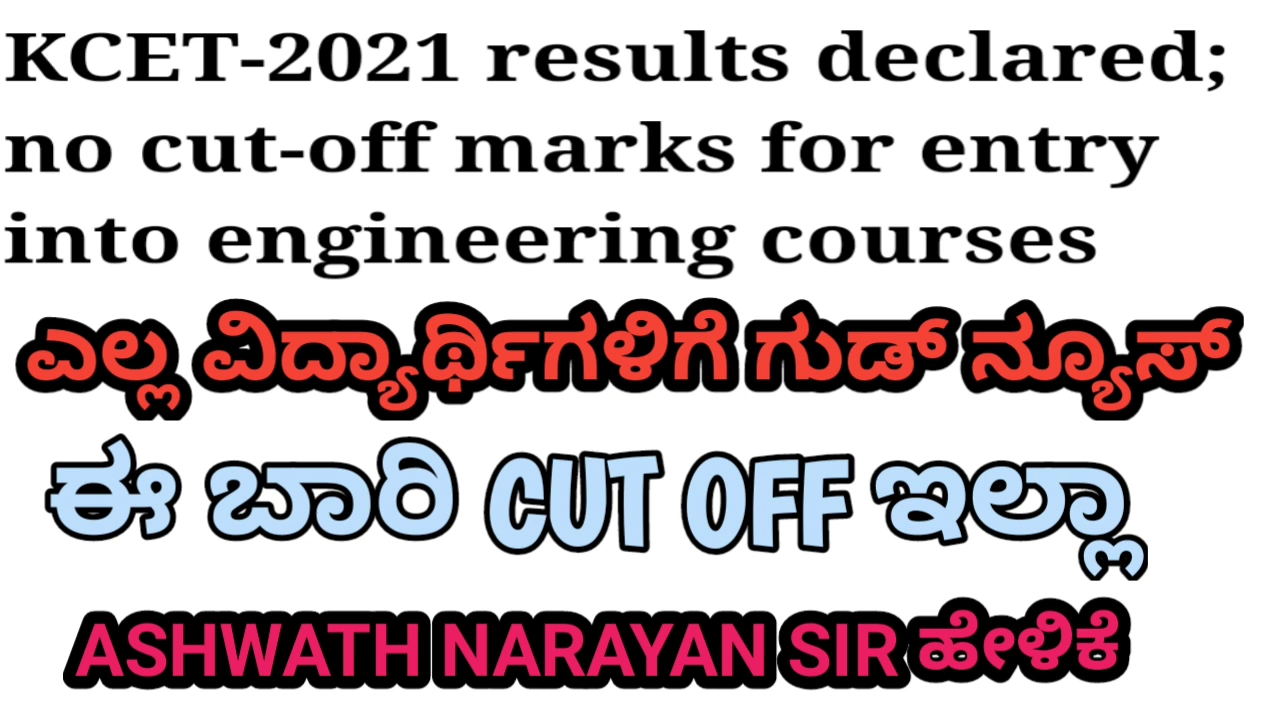 KCET-2021 results declared;
no cut-off marks for entry
into engineering courses
ಎಲ್ಲ ವಿದ್ಯಾರ್ಥಿಗಳಿಗೆ ಗುಡ್ ನ್ಯೂಸ್
ಈ ಬಾರಿ CUT OFF ಇಲ್ಲಾ
ASHWATH NARAYAN SIR ಹೇಳಿಕೆ